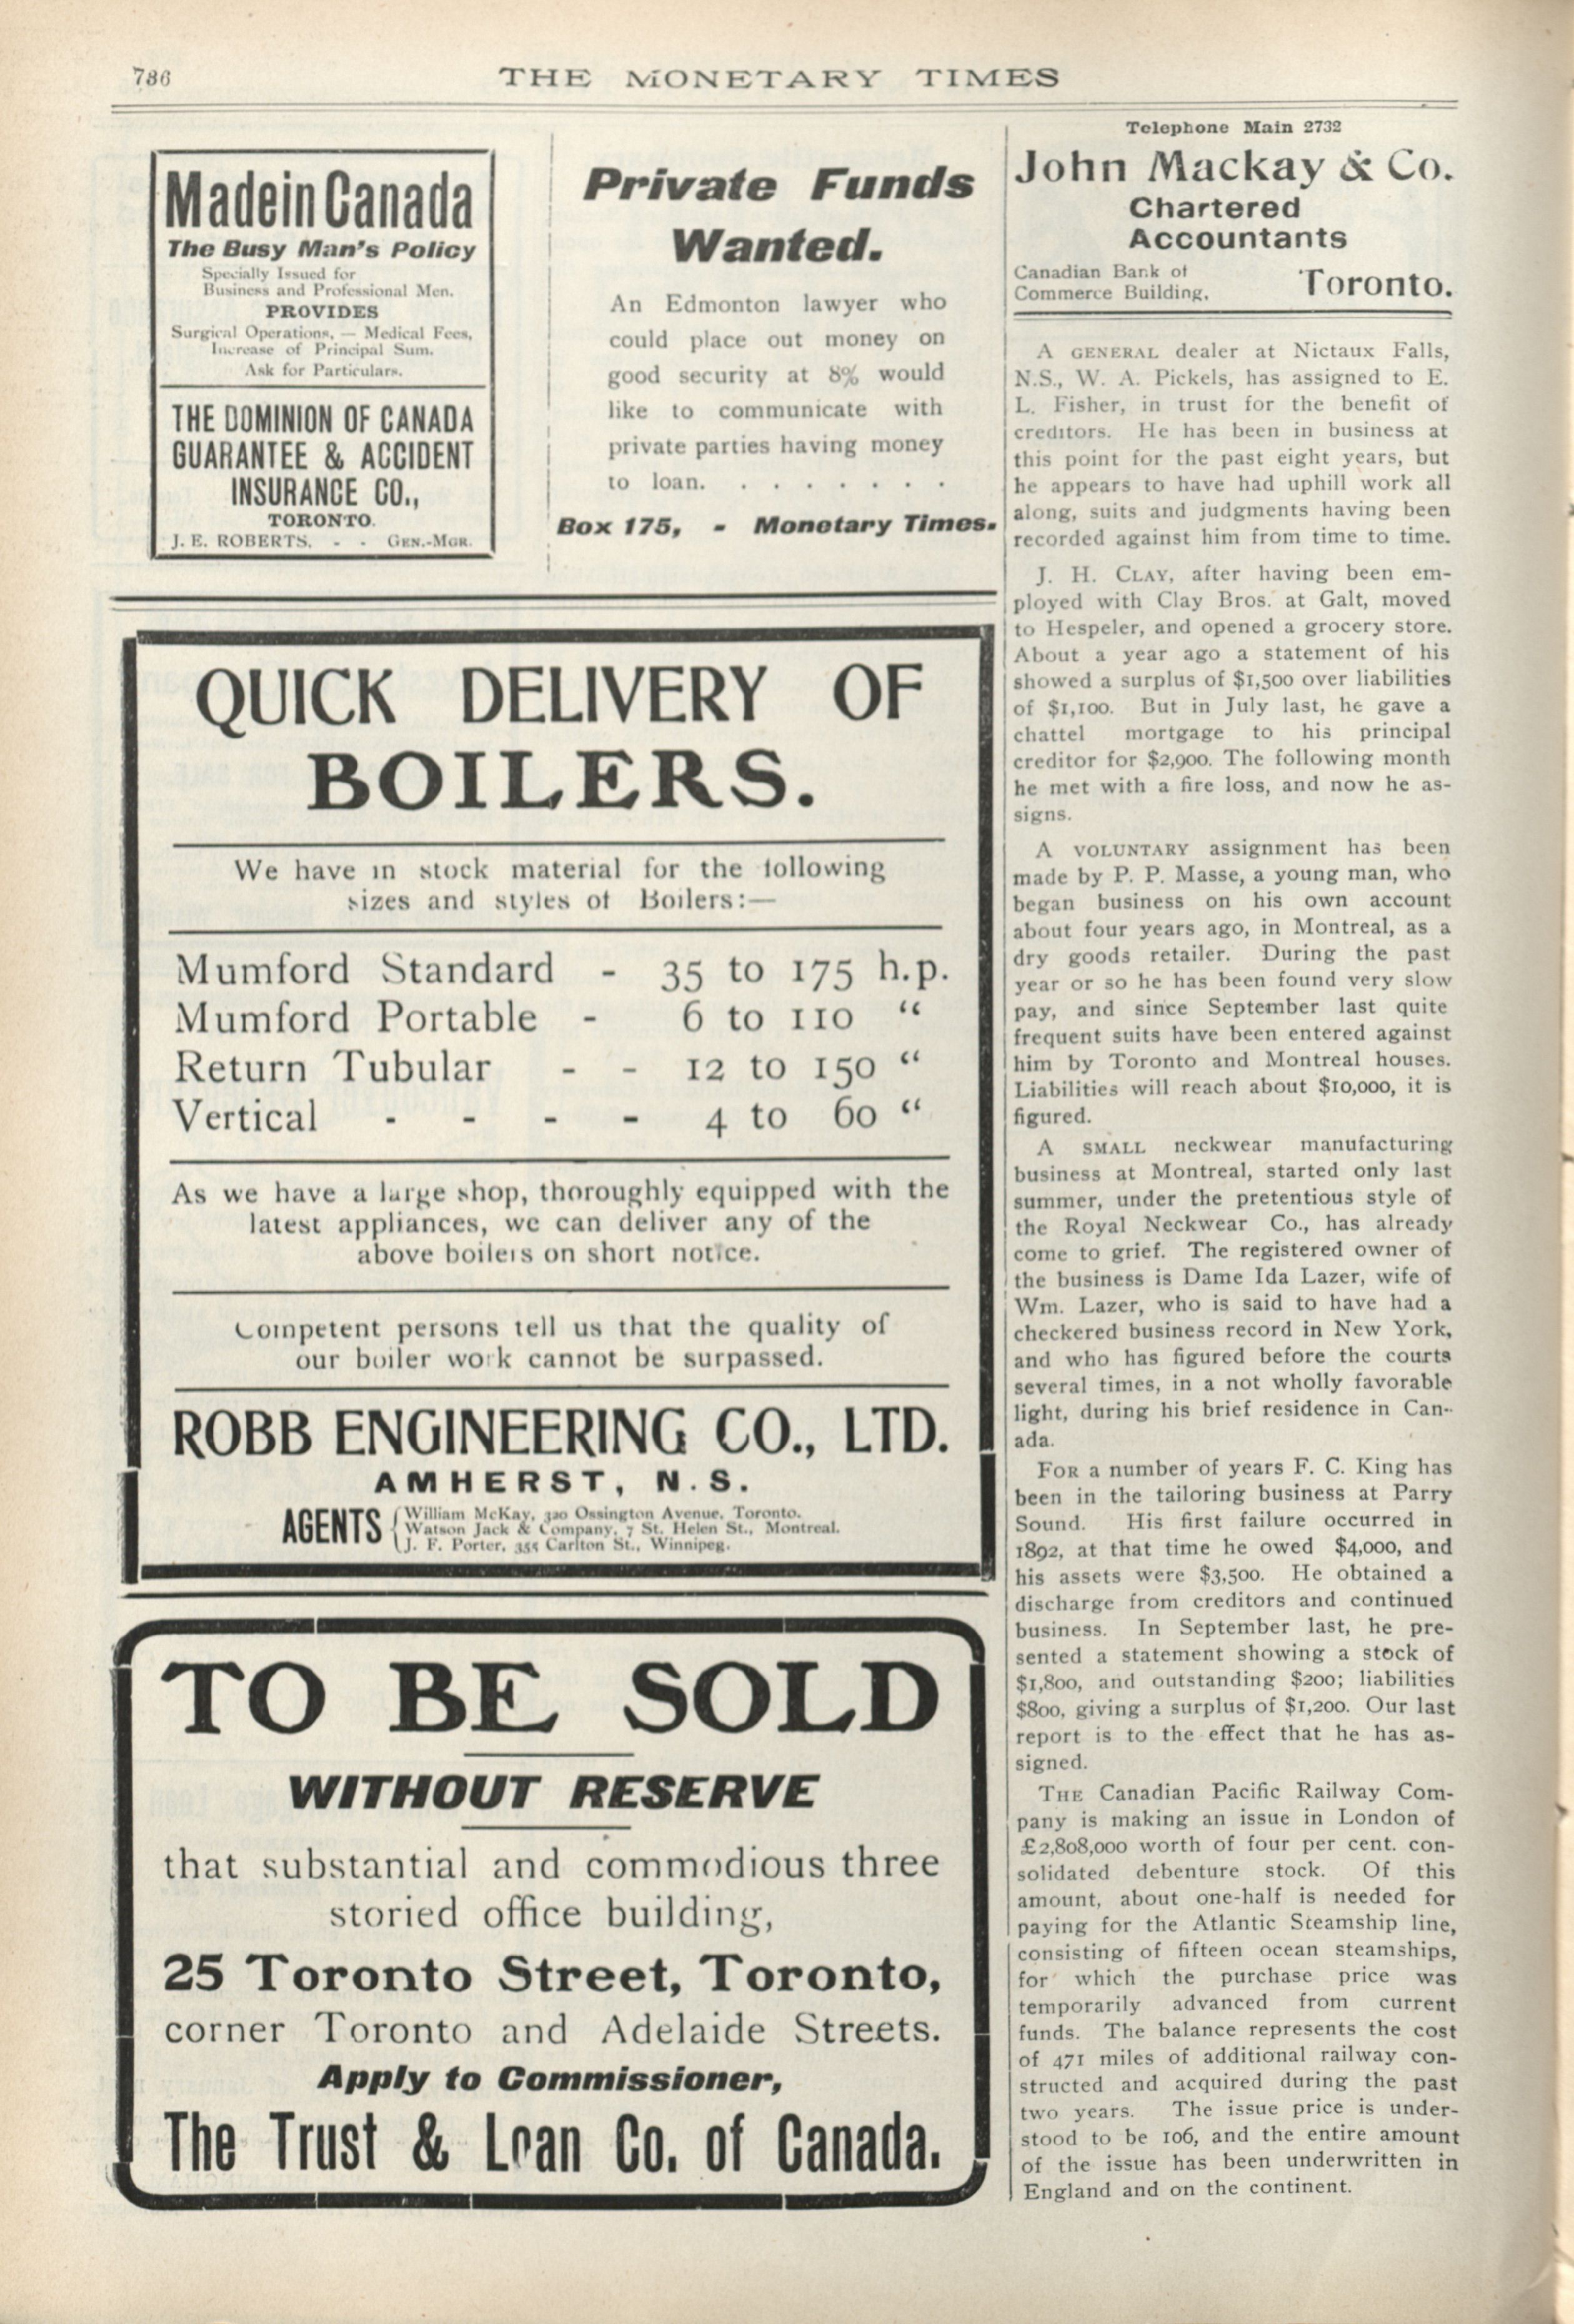 786
THE MONETARY TIMES
Made in Canada
The Busy Man's Policy
Specially Issued for
Business and Professional Men.
PROVIDES
Surgical Operations, — Medical Fees,
Increase of Principal Sum.
Ask for Particulars.
THE DOMINION OF CANADA
GUARANTEE & ACCIDENT
INSURANCE CO.,
TORONTO.
J. E. ROBERTS, - - GEN.-MGR.
Private Funds
Wanted.
An Edmonton lawyer who
could place out money on
good security at 8% would
like to communicate with
private parties having money
to loan. . . . . . . .
Box 175, - Monetary Times.
QUICK DELIVERY OF
BOILERS.
We have in stock material for the following
sizes and styles of Boilers:—
Mumford Standard - 35 to 175 h.p.
Mumford Portable - 6 to 110 “
Return Tubular - - 12 to 150 “
Vertical - - - - 4 to 60 “
As we have a large shop, thoroughly equipped with the
latest appliances, we can deliver any of the
above boilers on short notice.
Competent persons tell us that the quality of
our boiler work cannot be surpassed.
ROBB ENGINEERING CO., LTD.
AMHERST, N.S.
AGENTS
William McKay, 320 Ossington Avenue, Toronto.
Watson Jack & Company, 7 St. Helen St., Montreal.
J. F. Porter, 355 Carlton St., Winnipeg.
TO BE SOLD
WITHOUT RESERVE
that substantial and commodious three
storied office building,
25 Toronto Street, Toronto,
corner Toronto and Adelaide Streets.
Apply to Commissioner,
The Trust & Loan Co. of Canada.
Telephone Main 2732
John Mackay & Co.
Chartered
Accountants
Canadian Bank of
Commerce Building,
Toronto.
A GENERAL dealer at Nictaux Falls,
N.S., W. A. Pickels, has assigned to E.
L. Fisher, in trust for the benefit of
creditors. He has been in business at
this point for the past eight years, but
he appears to have had uphill work all
along, suits and judgments having been
recorded against him from time to time.
J. H. CLAY, after having been em-
ployed with Clay Bros. at Galt, moved
to Hespeler, and opened a grocery store.
About a year ago a statement of his
showed a surplus of $1,500 over liabilities
of $1,100. But in July last, he gave a
chattel mortgage to his principal
creditor for $2,900. The following month
he met with a fire loss, and now he as-
signs.
A VOLUNTARY assignment has been
made by P. P. Masse, a young man, who
began business on his own account
about four years ago, in Montreal, as a
dry goods retailer. During the past
year or so he has been found very slow
pay, and since September last quite
frequent suits have been entered against
him by Toronto and Montreal houses.
Liabilities will reach about $10,000, it is
figured.
A SMALL neckwear manufacturing
business at Montreal, started only last
summer, under the pretentious style of
the Royal Neckwear Co., has already
come to grief. The registered owner of
the business is Dame Ida Lazer, wife of
Wm. Lazer, who is said to have had a
checkered business record in New York,
and who has figured before the courts
several times, in a not wholly favorable
light, during his brief residence in Can-
ada.
FOR a number of years F. C. King has
been in the tailoring business at Parry
Sound. His first failure occurred in
1892, at that time he owed $4,000, and
his assets were $3,500. He obtained a
discharge from creditors and continued
business. In September last, he pre-
sented a statement showing a stock of
$1,800, and outstanding $200; liabilities
$800, giving a surplus of $1,200. Our last
report is to the effect that he has as-
signed.
THE Canadian Pacific Railway Com-
pany is making an issue in London of
£2,808,000 worth of four per cent. con-
solidated debenture stock. Of this
amount, about one-half is needed for
paying for the Atlantic Steamship line,
consisting of fifteen ocean steamships,
for which the purchase price was
temporarily advanced from current
funds. The balance represents the cost
of 471 miles of additional railway con-
structed and acquired during the past
two years. The issue price is under-
stood to be 106, and the entire amount
of the issue has been underwritten in
England and on the continent.